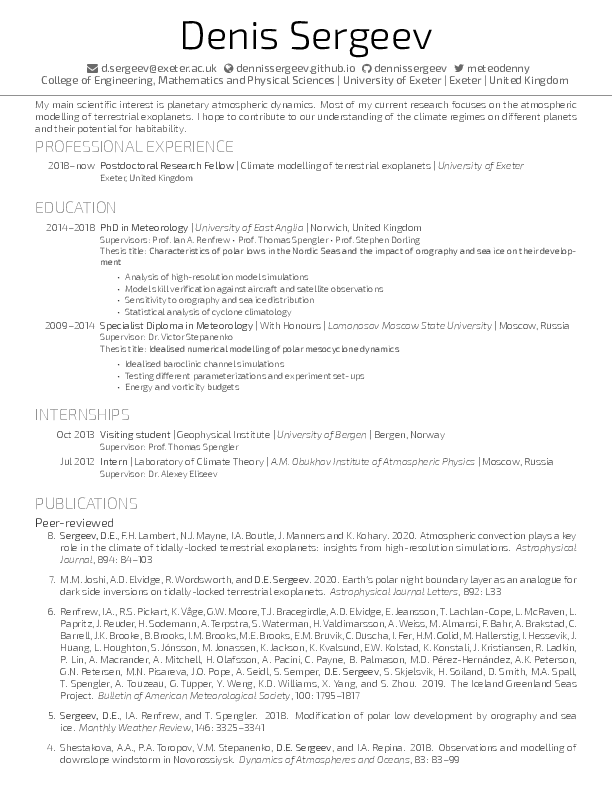 Denis Sergeev
d.sergeev@exeter.ac.uk dennissergeev.github.io dennissergeev meteodenny
College of Engineering, Mathematics and Physical Sciences | University of Exeter | Exeter | United Kingdom
My main scientific interest is planetary atmospheric dynamics. Most of my current research focuses on the atmospheric
modelling of terrestrial exoplanets. I hope to contribute to our understanding of the climate regimes on different planets
and their potential for habitability.
PROFESSIONAL EXPERIENCE
2018–now Postdoctoral Research Fellow | Climate modelling of terrestrial exoplanets | University of Exeter
Exeter, United Kingdom
EDUCATION
2014–2018 PhD in Meteorology | University of East Anglia | Norwich, United Kingdom
Supervisors: Prof. Ian A. Renfrew • Prof. Thomas Spengler • Prof. Stephen Dorling
Thesis title: Characteristics of polar lows in the Nordic Seas and the impact of orography and sea ice on their develop-
ment
• Analysis of high-resolution model simulations
• Model skill verification against aircraft and satellite observations
• Sensitivity to orography and sea ice distribution
• Statistical analysis of cyclone climatology
2009–2014 Specialist Diploma in Meteorology | With Honours | Lomonosov Moscow State University | Moscow, Russia
Supervisor: Dr. Victor Stepanenko
Thesis title: Idealised numerical modelling of polar mesocyclone dynamics
• Idealised baroclinic channel simulations
• Testing different parameterizations and experiment set-ups
• Energy and vorticity budgets
INTERNSHIPS
Oct 2013 Visiting student | Geophysical Institute | University of Bergen | Bergen, Norway
Supervisor: Prof. Thomas Spengler
Jul 2012 Intern | Laboratory of Climate Theory | A.M. Obukhov Institute of Atmospheric Physics | Moscow, Russia
Supervisor: Dr. Alexey Eliseev
PUBLICATIONS
Peer-reviewed
8. Sergeev, D.E., F.H. Lambert, N.J. Mayne, I.A. Boutle, J. Manners and K. Kohary. 2020. Atmospheric convection plays a key
role in the climate of tidally-locked terrestrial exoplanets: insights from high-resolution simulations. Astrophysical
Journal, 894: 84–103
7. M.M. Joshi, A.D. Elvidge, R. Wordsworth, and D.E. Sergeev. 2020. Earth's polar night boundary layer as an analogue for
dark side inversions on tidally-locked terrestrial exoplanets. Astrophysical Journal Letters, 892: L33
6. Renfrew, I.A., R.S. Pickart, K. Våge, G.W. Moore, T.J. Bracegirdle, A.D. Elvidge, E. Jeansson, T. Lachlan-Cope, L. McRaven, L.
Papritz, J. Reuder, H. Sodemann, A. Terpstra, S. Waterman, H. Valdimarsson, A. Weiss, M. Almansi, F. Bahr, A. Brakstad, C.
Barrell, J.K. Brooke, B. Brooks, I.M. Brooks, M.E. Brooks, E.M. Bruvik, C. Duscha, I. Fer, H.M. Golid, M. Hallerstig, I. Hessevik, J.
Huang, L. Houghton, S. Jónsson, M. Jonassen, K. Jackson, K. Kvalsund, E.W. Kolstad, K. Konstali, J. Kristiansen, R. Ladkin,
P. Lin, A. Macrander, A. Mitchell, H. Olafsson, A. Pacini, C. Payne, B. Palmason, M.D. Pérez-Hernández, A.K. Peterson,
G.N. Petersen, M.N. Pisareva, J.O. Pope, A. Seidl, S. Semper, D.E. Sergeev, S. Skjelsvik, H. Soiland, D. Smith, M.A. Spall,
T. Spengler, A. Touzeau, G. Tupper, Y. Weng, K.D. Williams, X. Yang, and S. Zhou. 2019. The Iceland Greenland Seas
Project. Bulletin of American Meteorological Society, 100: 1795–1817
5. Sergeev, D.E., I.A. Renfrew, and T. Spengler. 2018. Modification of polar low development by orography and sea
ice. Monthly Weather Review, 146: 3325–3341
4. Shestakova, A.A., P.A. Toropov, V.M. Stepanenko, D.E. Sergeev, and I.A. Repina. 2018. Observations and modelling of
downslope windstorm in Novorossiysk. Dynamics of Atmospheres and Oceans, 83: 83–99